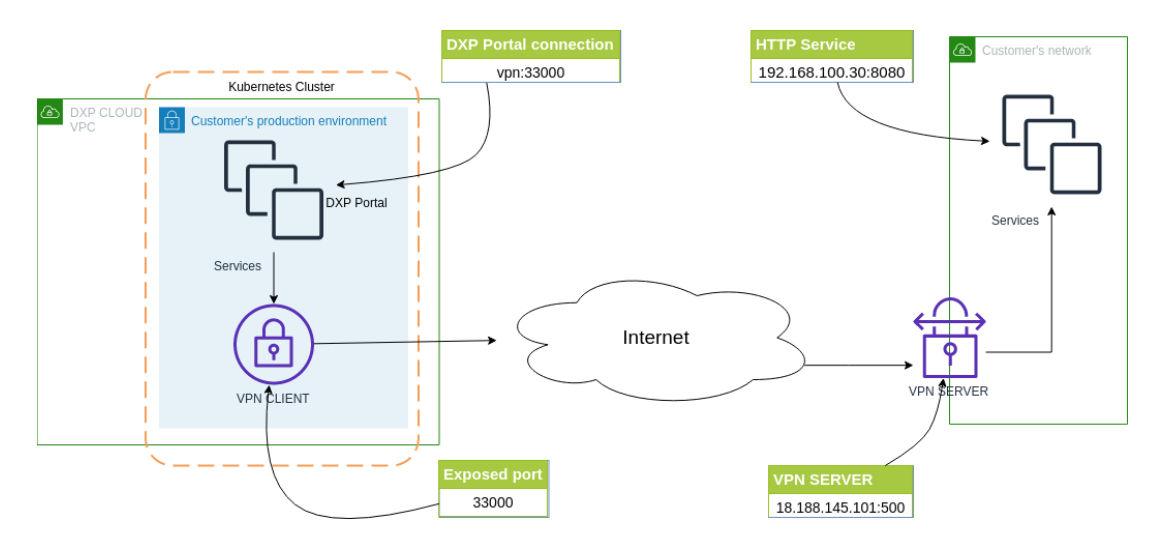 DXP Portal connection
vpn:33000
HTTP Service
192.168.100.30:8080
Customer's network
Kubernetes Cluster
DXP CLOUD
VPC
Customer's production environment
DXP Portal
Services
Services
Internet
VPN CLIENT
VPN SERVER
Exposed port
33000
VPN SERVER
18.188.145.101:500